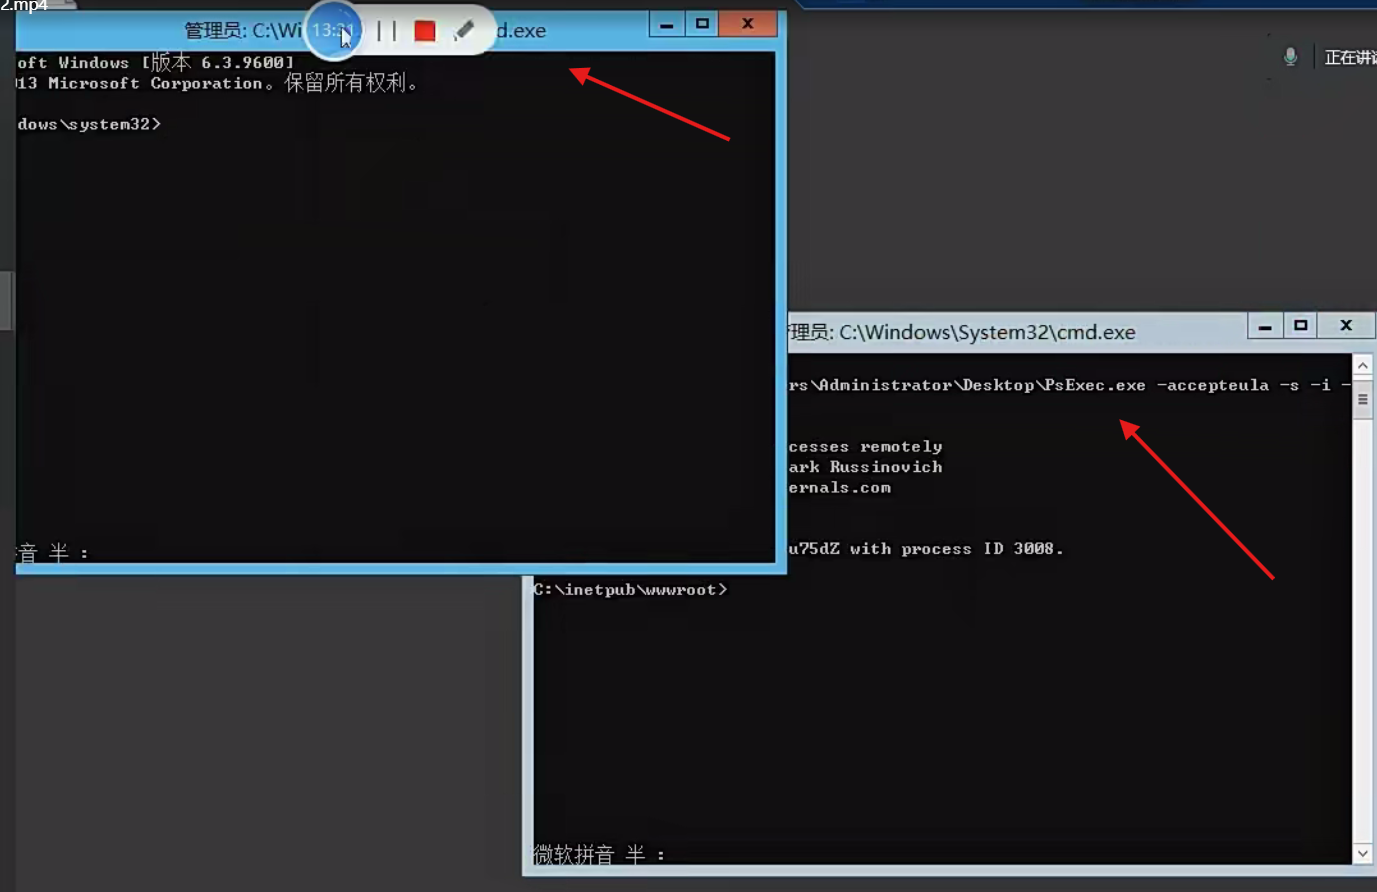 2.mp4
管理员: C:\Wi
13:31
d.exe
oft Windows [版本 6.3.9600]
13 Microsoft Corporation。保留所有权利。
dows\system32>
音 半 :
正在讲
管理员: C:\Windows\System32\cmd.exe
rs\Administrator\Desktop\PsExec.exe -accepteula -s -i -
cesses remotely
ark Russinovich
ernals.com
u75dZ with process ID 3008.
C:\inetpub\wwwroot>
微软拼音 半 :